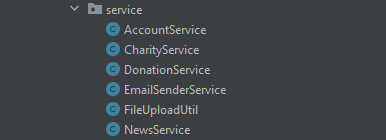 service
AccountService
CharityService
DonationService
EmailSenderService
FileUploadUtil
NewsService